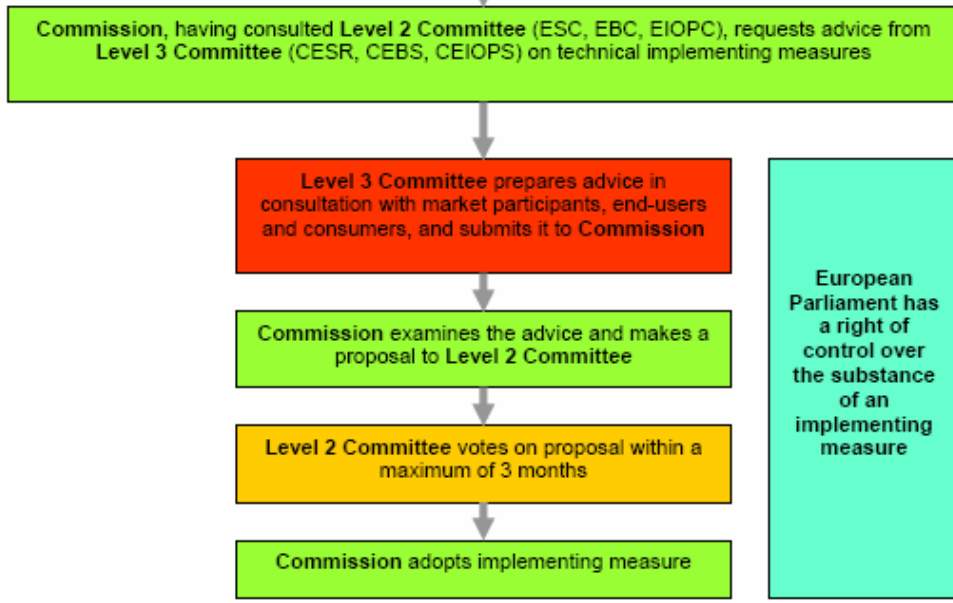 Commission, having consulted Level 2 Committee (ESC, EBC, EIOPC), requests advice from
Level 3 Committee (CESR, CEBS, CEIOPS) on technical implementing measures
Level 3 Committee prepares advice in
consultation with market participants, end-users
and consumers, and submits it to Commission
Commission examines the advice and makes a
proposal to Level 2 Committee
Level 2 Committee votes on proposal within a
maximum of 3 months
Commission adopts implementing measure
European
Parliament has
a right of
control over
the substance
of an
implementing
measure